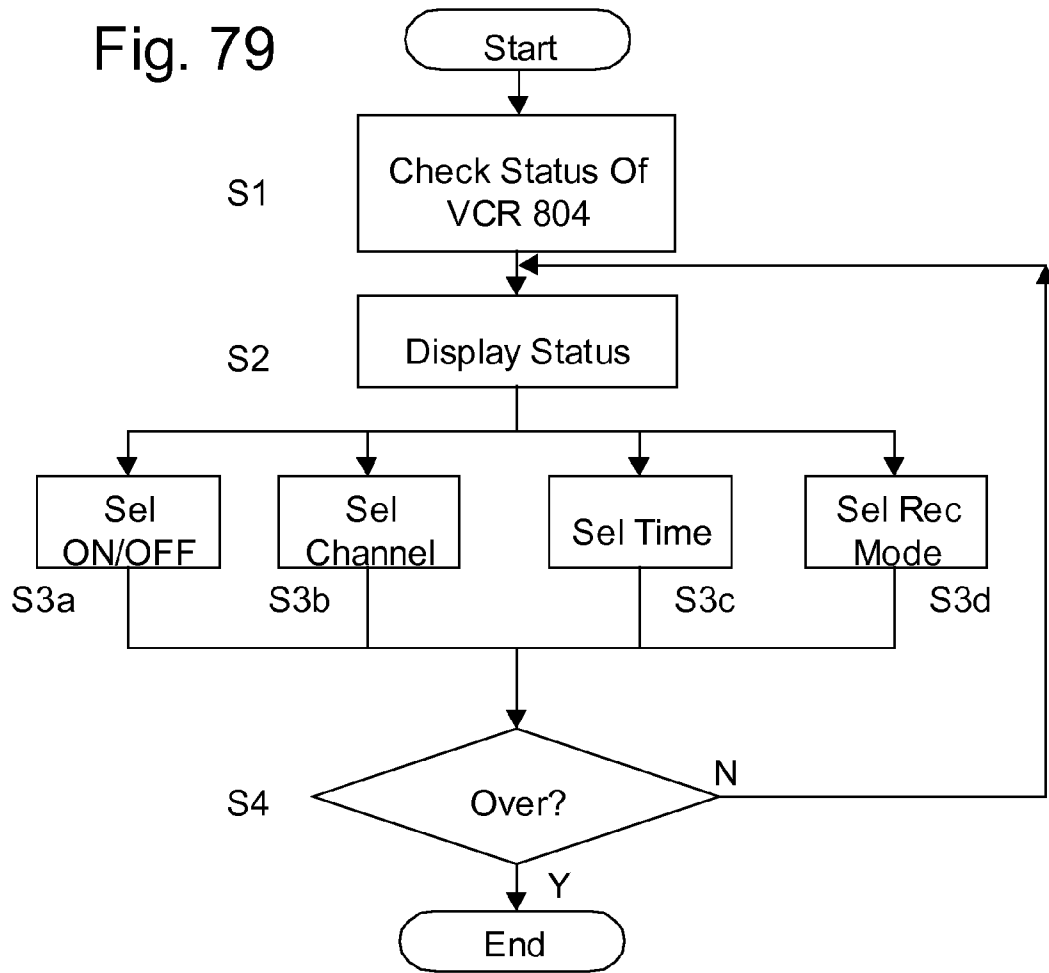 Fig. 79
Start
S1
Check Status Of
VCR 804
S2
Display Status
Sel
ON/OFF
Sel
Channel
Sel Time
Sel Rec
Mode
S3a
S3b
S3c
S3d
S4
Over?
N
Y
End